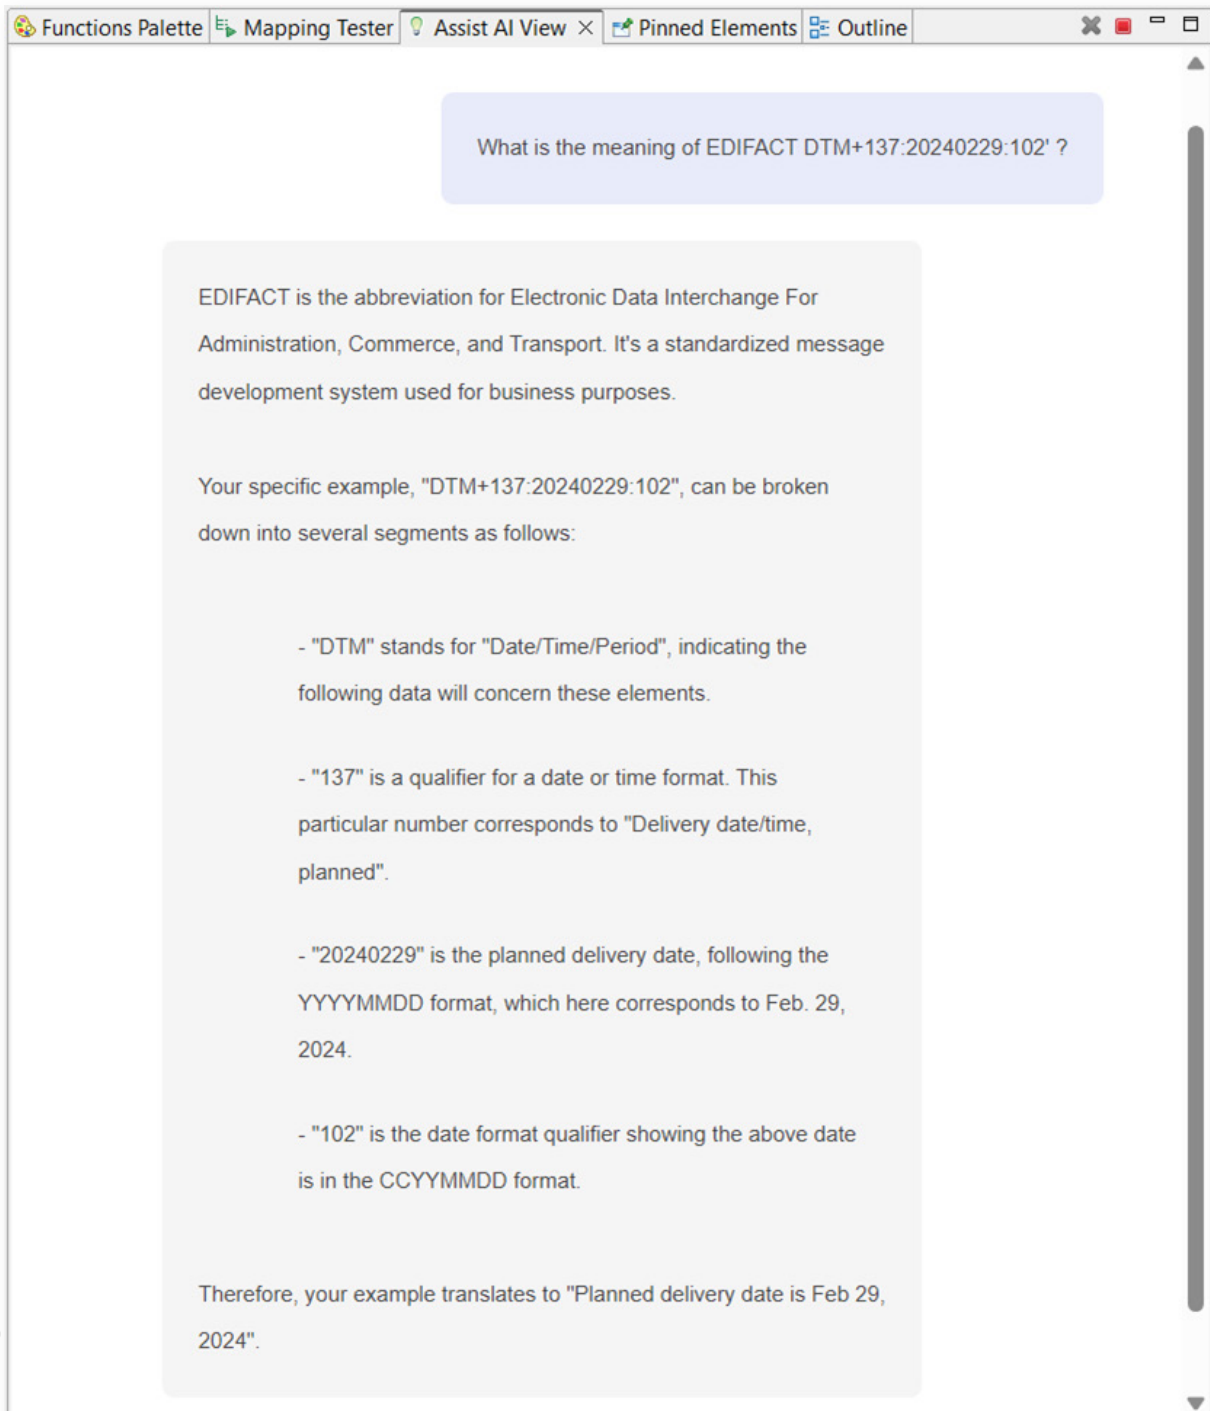 Functions Palette Mapping Tester Assist AI View Pinned Elements Outline
What is the meaning of EDIFACT DTM+137:20240229:102' ?
EDIFACT is the abbreviation for Electronic Data Interchange For
Administration, Commerce, and Transport. It's a standardized message
development system used for business purposes.
Your specific example, "DTM+137:20240229:102", can be broken
down into several segments as follows:
- "DTM" stands for "Date/Time/Period", indicating the
following data will concern these elements.
- "137" is a qualifier for a date or time format. This
particular number corresponds to "Delivery date/time,
planned".
- "20240229" is the planned delivery date, following the
YYYYMMDD format, which here corresponds to Feb. 29,
2024.
- "102" is the date format qualifier showing the above date
is in the CCYYMMDD format.
Therefore, your example translates to "Planned delivery date is Feb 29,
2024".